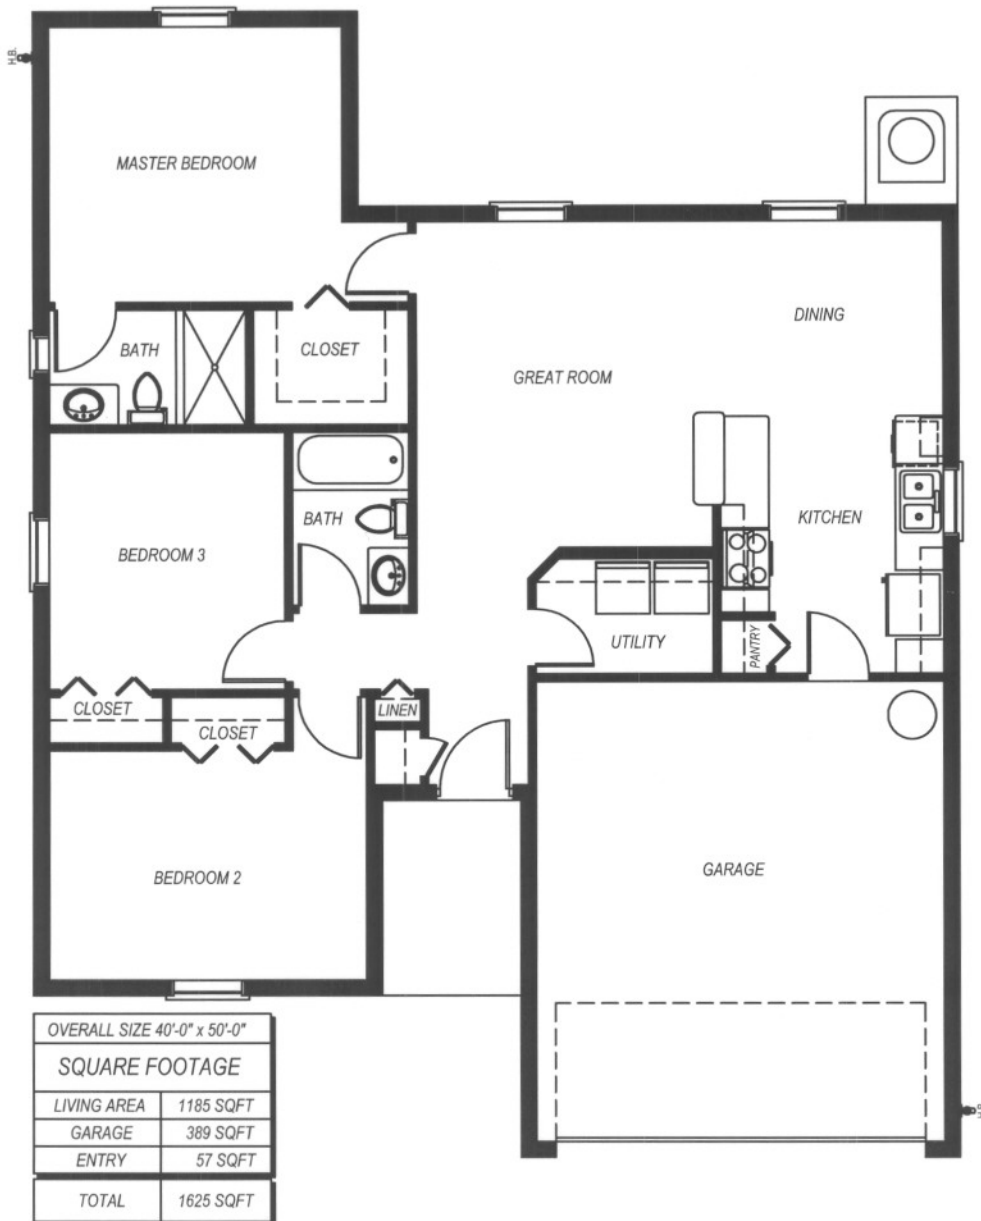 H.B.
MASTER BEDROOM
DINING
BATH
CLOSET
GREAT ROOM
BATH
KITCHEN
BEDROOM 3
UTILITY
PANTRY
CLOSET
LINEN
CLOSET
GARAGE
BEDROOM 2
OVERALL SIZE 40'-0" x 50'-0"
SQUARE FOOTAGE
LIVING AREA 1185 SQFT
GARAGE 389 SQFT
ENTRY 57 SQFT
TOTAL 1625 SQFT